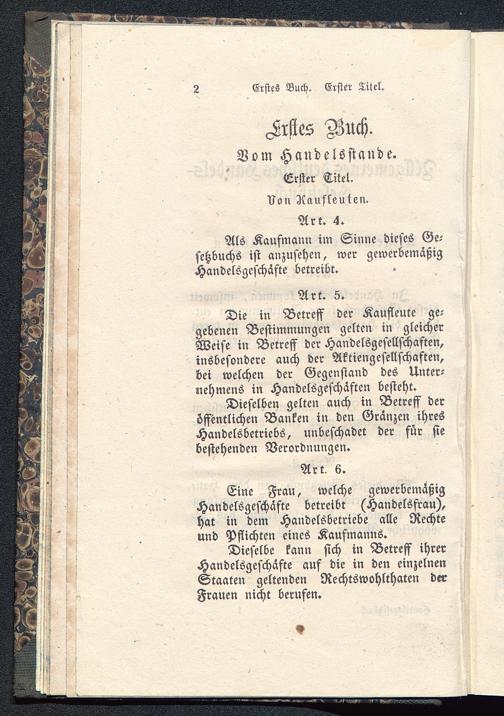 2 Erstes Buch. Erster Titel.
Erstes Buch.
Vom Handelsstande.
Erster Titel.
Von Kaufleuten.
Art. 4.
Als Kaufmann im Sinne dieses Ge-
setzbuchs ist anzusehen, wer gewerbemäßig
Handelsgeschäfte betreibt.
Art. 5.
Die in Betreff der Kaufleute ge-
gebenen Bestimmungen gelten in gleicher
Weise in Betreff der Handelsgesellschaften,
insbesondere auch der Aktiengesellschaften,
bei welchen der Gegenstand des Unter-
nehmens in Handelsgeschäften besteht.
Dieselben gelten auch in Betreff der
öffentlichen Banken in den Gränzen ihres
Handelsbetriebs, unbeschadet der für sie
bestehenden Verordnungen.
Art. 6.
Eine Frau, welche gewerbemäßig
Handelsgeschäfte betreibt (Handelsfrau),
hat in dem Handelsbetriebe alle Rechte
und Pflichten eines Kaufmanns.
Dieselbe kann sich in Betreff ihrer
Handelsgeschäfte auf die in den einzelnen
Staaten geltenden Rechtswohlthaten der
Frauen nicht berufen.